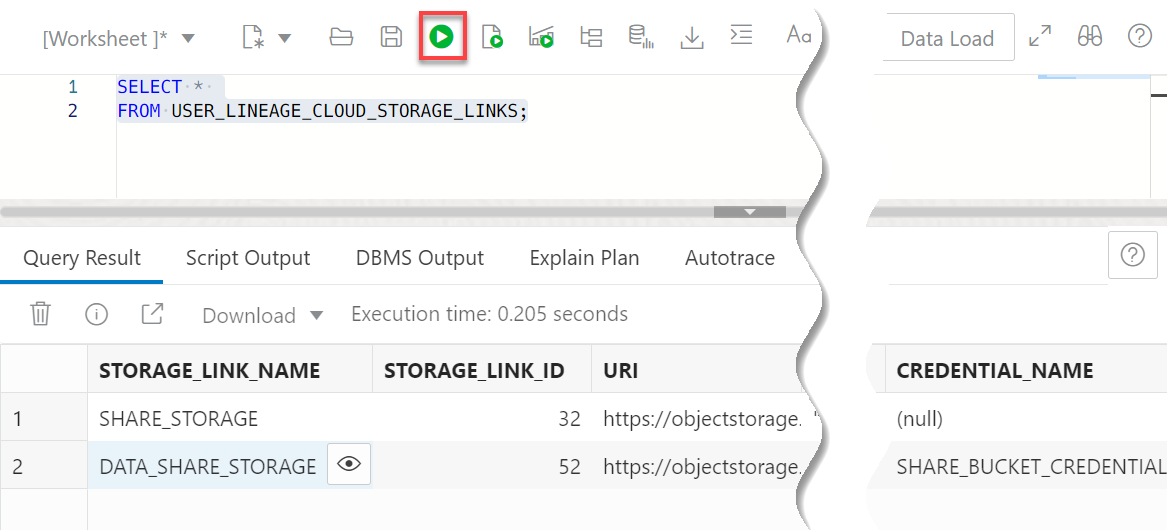 [Worksheet ]* Aa Data Load
1 SELECT *
2 FROM USER_LINEAGE_CLOUD_STORAGE_LINKS;
Query Result Script Output DBMS Output Explain Plan Autotrace
Download Execution time: 0.205 seconds
STORAGE_LINK_NAME STORAGE_LINK_ID URI CREDENTIAL_NAME
1 SHARE_STORAGE 32 https://objectstorage. " (null)
2 DATA_SHARE_STORAGE 52 https://objectstorage. SHARE_BUCKET_CREDENTIAL